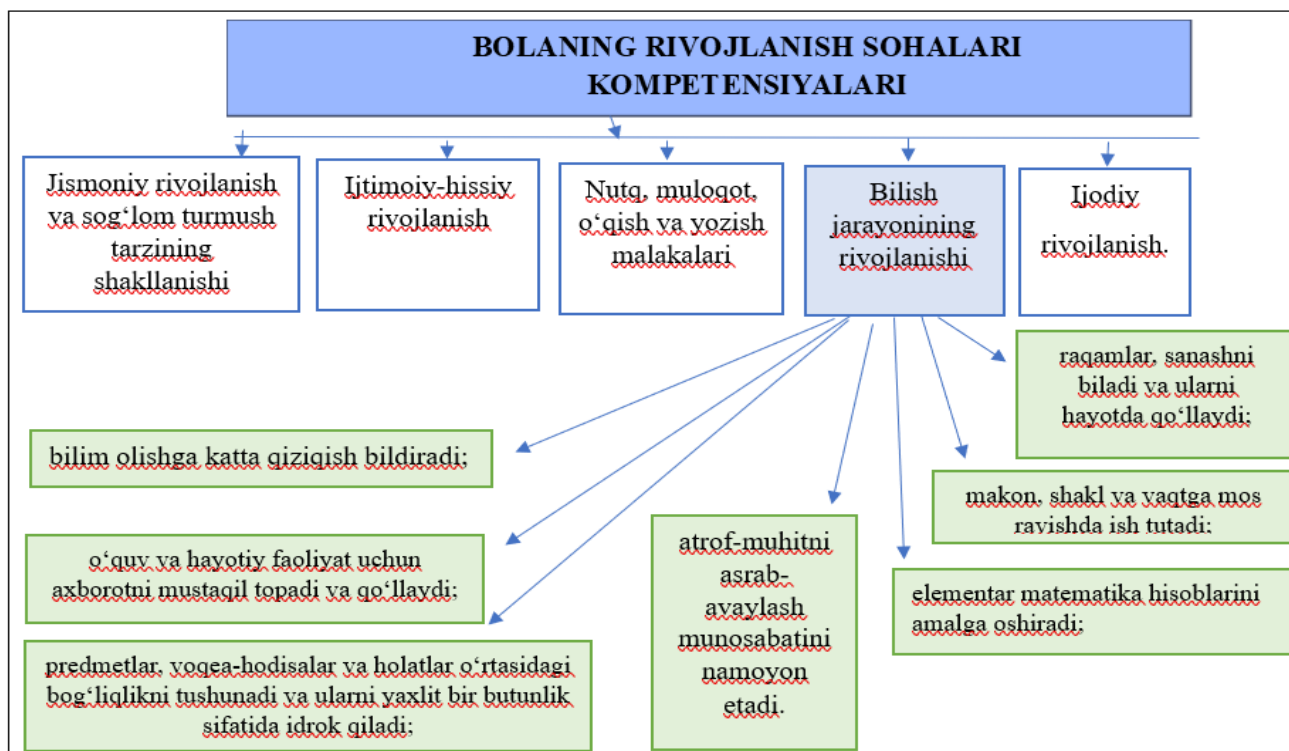 BOLANING RIVOJLANISH SOHALARI
KOMPETENSIYALARI
Jismoniy rivojlanish
va sog‘lom turmush
tarzining
shakllanishi
Ijtimoiy-hissiy
rivojlanish
Nutq, muloqot,
o‘qish va yozish
malakalari
Bilish
jarayonining
rivojlanishi
Ijodiy
rivojlanish.
raqamlar, sanashni
biladi va ularni
hayotda qo‘llaydi;
bilim olishga katta qiziqish bildiradi;
makon, shakl va vaqtga mos
ravishda ish tutadi;
o‘quv va hayotiy faoliyat uchun
axborotni mustaqil topadi va qo‘llaydi;
atrof-muhitni
asrab-
avaylash
munosabatini
namoyon
etadi.
elementar matematika hisoblarini
amalga oshiradi;
predmetlar, voqea-hodisalar va holatlar o‘rtasidagi
bog‘liqlikni tushunadi va ularni yaxlit bir butunlik
sifatida idrok qiladi;